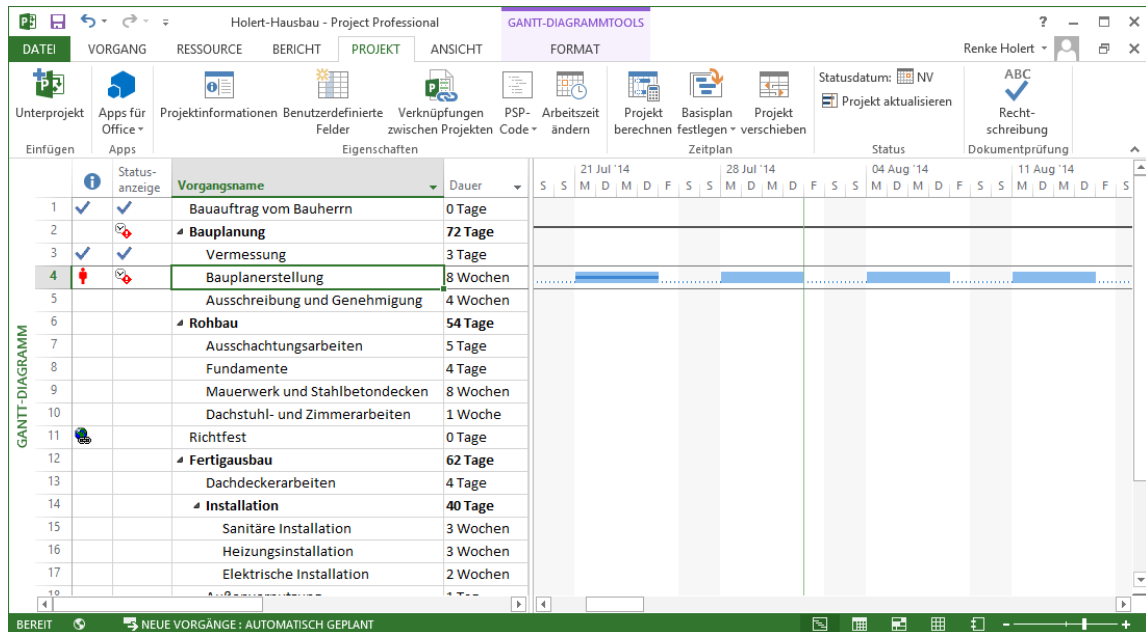 Holert-Hausbau - Project Professional
GANTT-DIAGRAMMTOOLS
?
DATEI VORGANG RESSOURCE BERICHT PROJEKT ANSICHT FORMAT
Renke Holert
Unterprojekt
Apps für
Office
Projektinformationen
Benutzerdefinierte
Felder
Verknüpfungen
zwischen Projekten
PSP-
Code
Arbeitszeit
ändern
Projekt
berechnen
Basisplan
festlegen
Projekt
verschieben
Statusdatum: NV
Projekt aktualisieren
ABC
Recht-
schreibung
Einfügen Apps Eigenschaften Zeitplan Status Dokumentprüfung
Status-
anzeige
Vorgangsname
Dauer
21 Jul '14 28 Jul '14 04 Aug '14 11 Aug '14
S S M D M D F S S M D M D F S S M D M D F S S M D M D F S
1 Bauauftrag vom Bauherrn 0 Tage
2 Bauplanung 72 Tage
3 Vermessung 3 Tage
4 Bauplanerstellung 8 Wochen
5 Ausschreibung und Genehmigung 4 Wochen
6 Rohbau 54 Tage
7 Ausschachtungsarbeiten 5 Tage
8 Fundamente 4 Tage
9 Mauerwerk und Stahlbetondecken 8 Wochen
10 Dachstuhl- und Zimmerarbeiten 1 Woche
11 Richtfest 0 Tage
12 Fertigausbau 62 Tage
13 Dachdeckerarbeiten 4 Tage
14 Installation 40 Tage
15 Sanitäre Installation 3 Wochen
16 Heizungsinstallation 3 Wochen
17 Elektrische Installation 2 Wochen
18
GANTT-DIAGRAMM
BEREIT NEUE VORGÄNGE : AUTOMATISCH GEPLANT